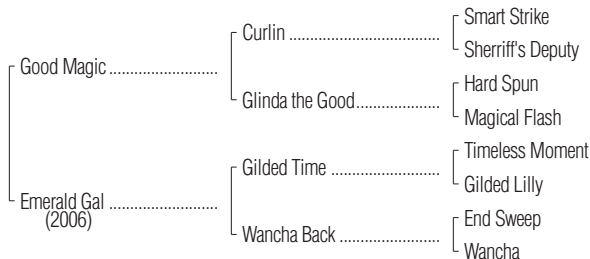 Smart Strike
Curlin ................................
Sherriff's Deputy
Good Magic .......................
Hard Spun
Glinda the Good..................
Magical Flash
Timeless Moment
Gilded Time .......................
Gilded Lilly
Emerald Gal .......................
(2006)
End Sweep
Wancha Back .....................
Wancha